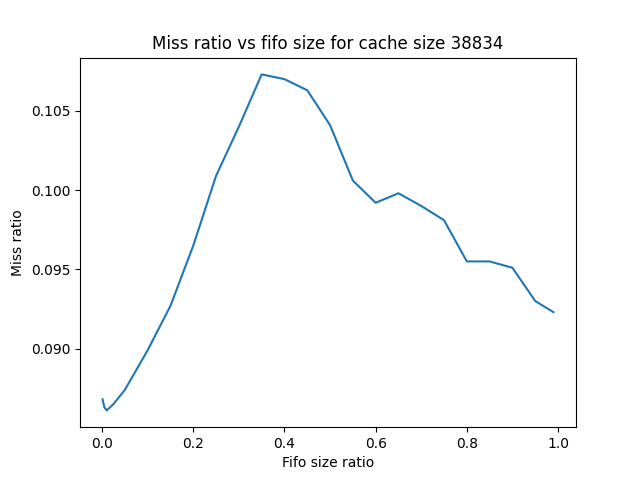 Miss ratio vs fifo size for cache size 38834
0.105
0.100
0.095
0.090
Miss ratio
0.0 0.2 0.4 0.6 0.8 1.0
Fifo size ratio